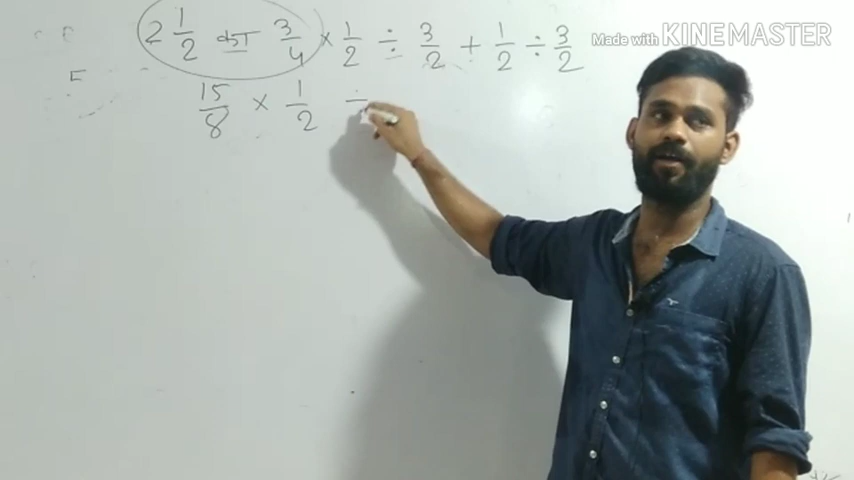 2 1/2 का 3/4 × 1/2 ÷ 3/2 + 1/2 ÷ 3/2
Made with KINEMASTER
15/8 × 1/2 ÷